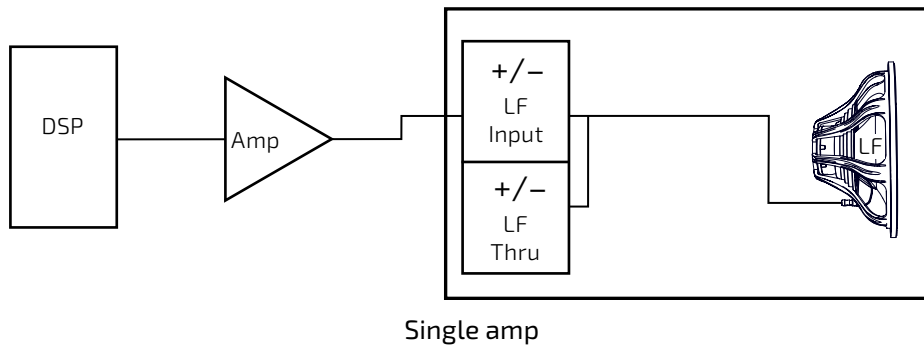 DSP
Amp
+/−
LF
Input
+/−
LF
Thru
LF
Single amp